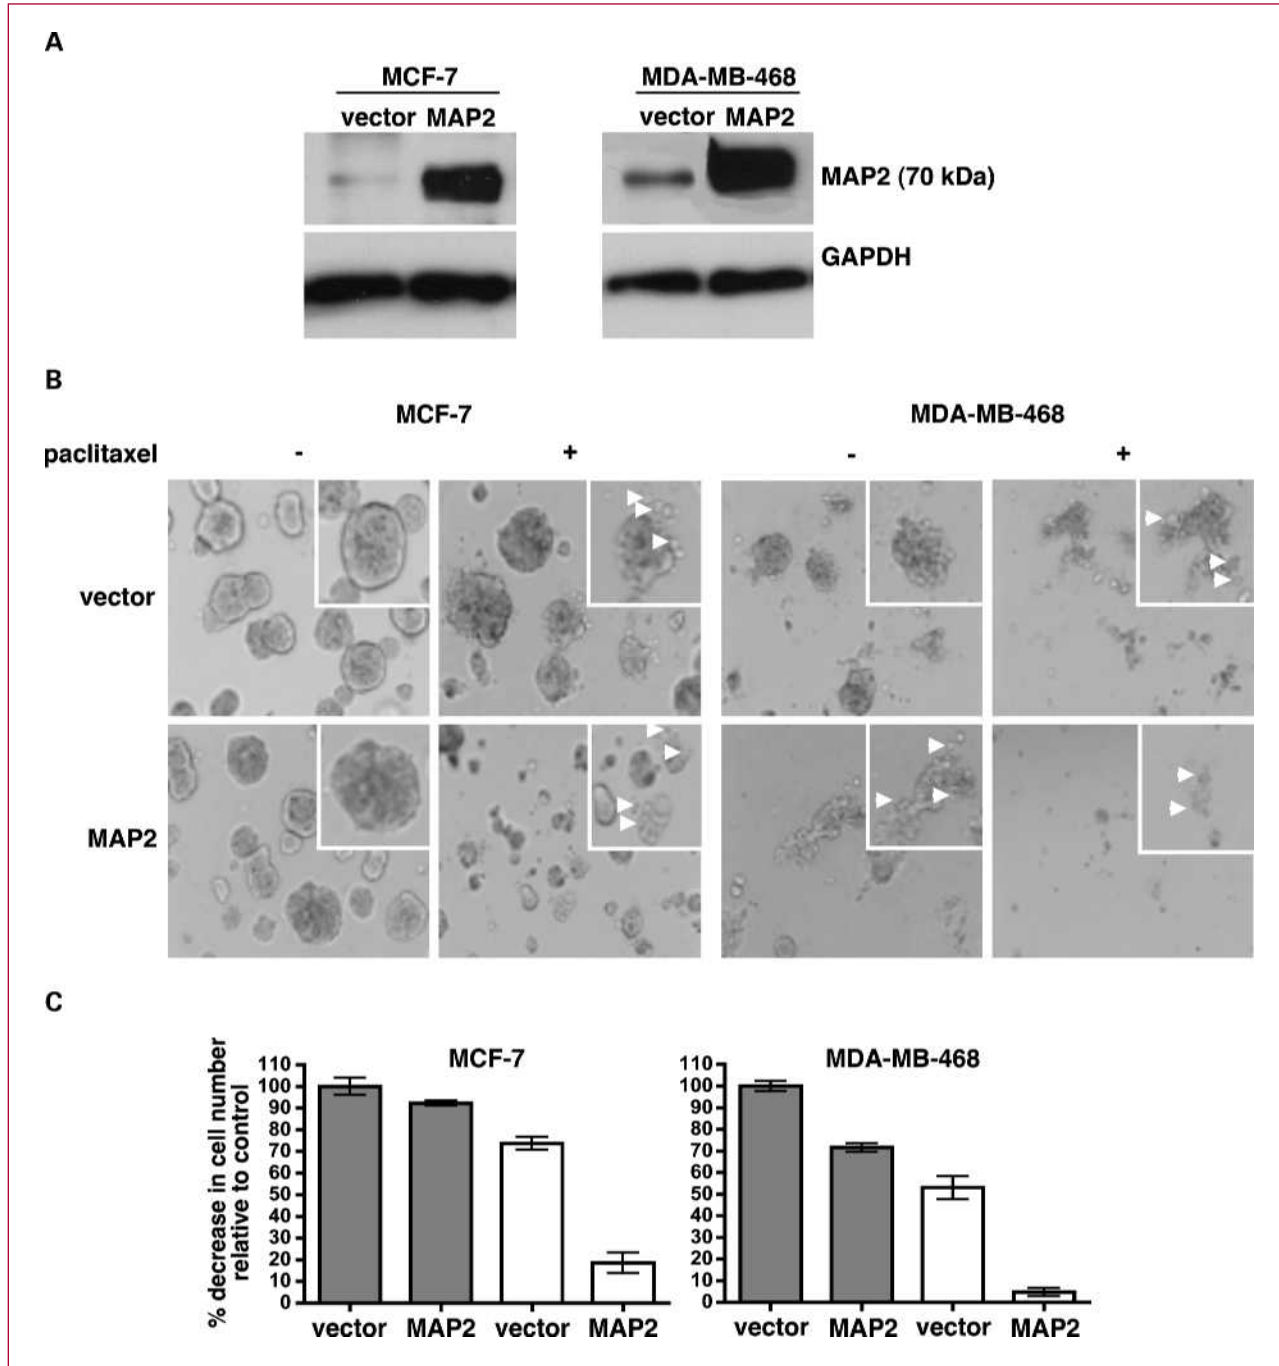 A
MCF-7 MDA-MB-468
vector MAP2 vector MAP2
MAP2 (70 kDa)
GAPDH
B
MCF-7 MDA-MB-468
paclitaxel - + - +
vector
MAP2
C
% decrease in cell number
relative to control
MCF-7
110
100
90
80
70
60
50
40
30
20
10
0
vector MAP2 vector MAP2
MDA-MB-468
110
100
90
80
70
60
50
40
30
20
10
0
vector MAP2 vector MAP2